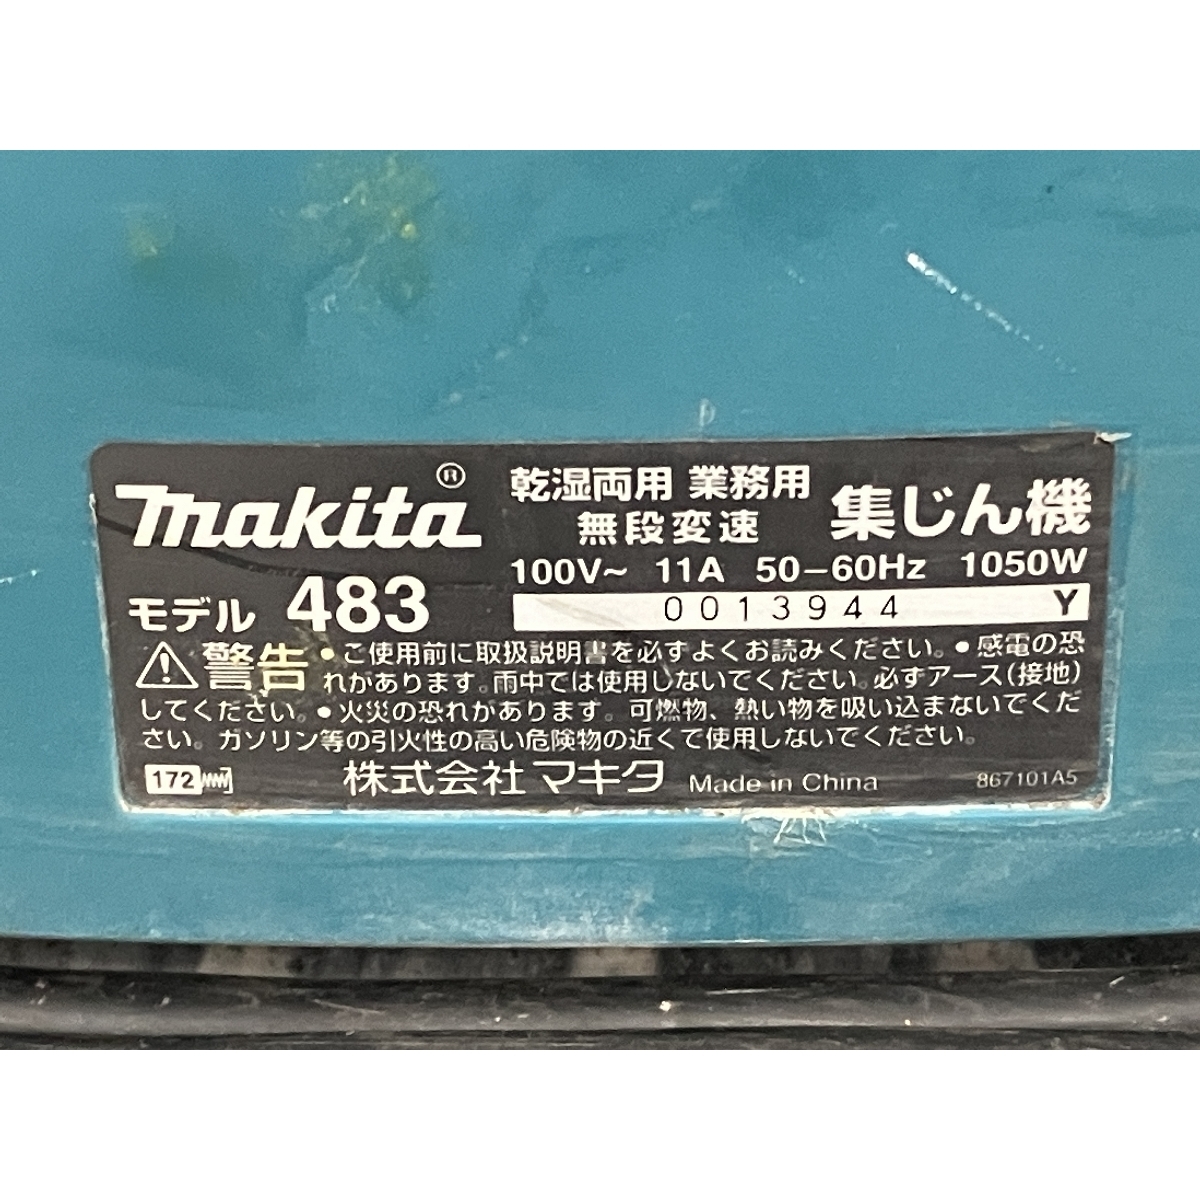 makita®
乾湿両用 業務用
無段変速
集じん機
モデル 483
100V~ 11A 50-60Hz 1050W
0013944 Y
警告 ●ご使用前に取扱説明書を必ずよくお読みください。●感電の恐
れがあります。雨中では使用しないでください。必ずアース(接地)
してください。●火災の恐れがあります。可燃物、熱い物を吸い込まないでくだ
さい。ガソリン等の引火性の高い危険物の近くで使用しないでください。
172
株式会社マキタ Made in China 867101A5